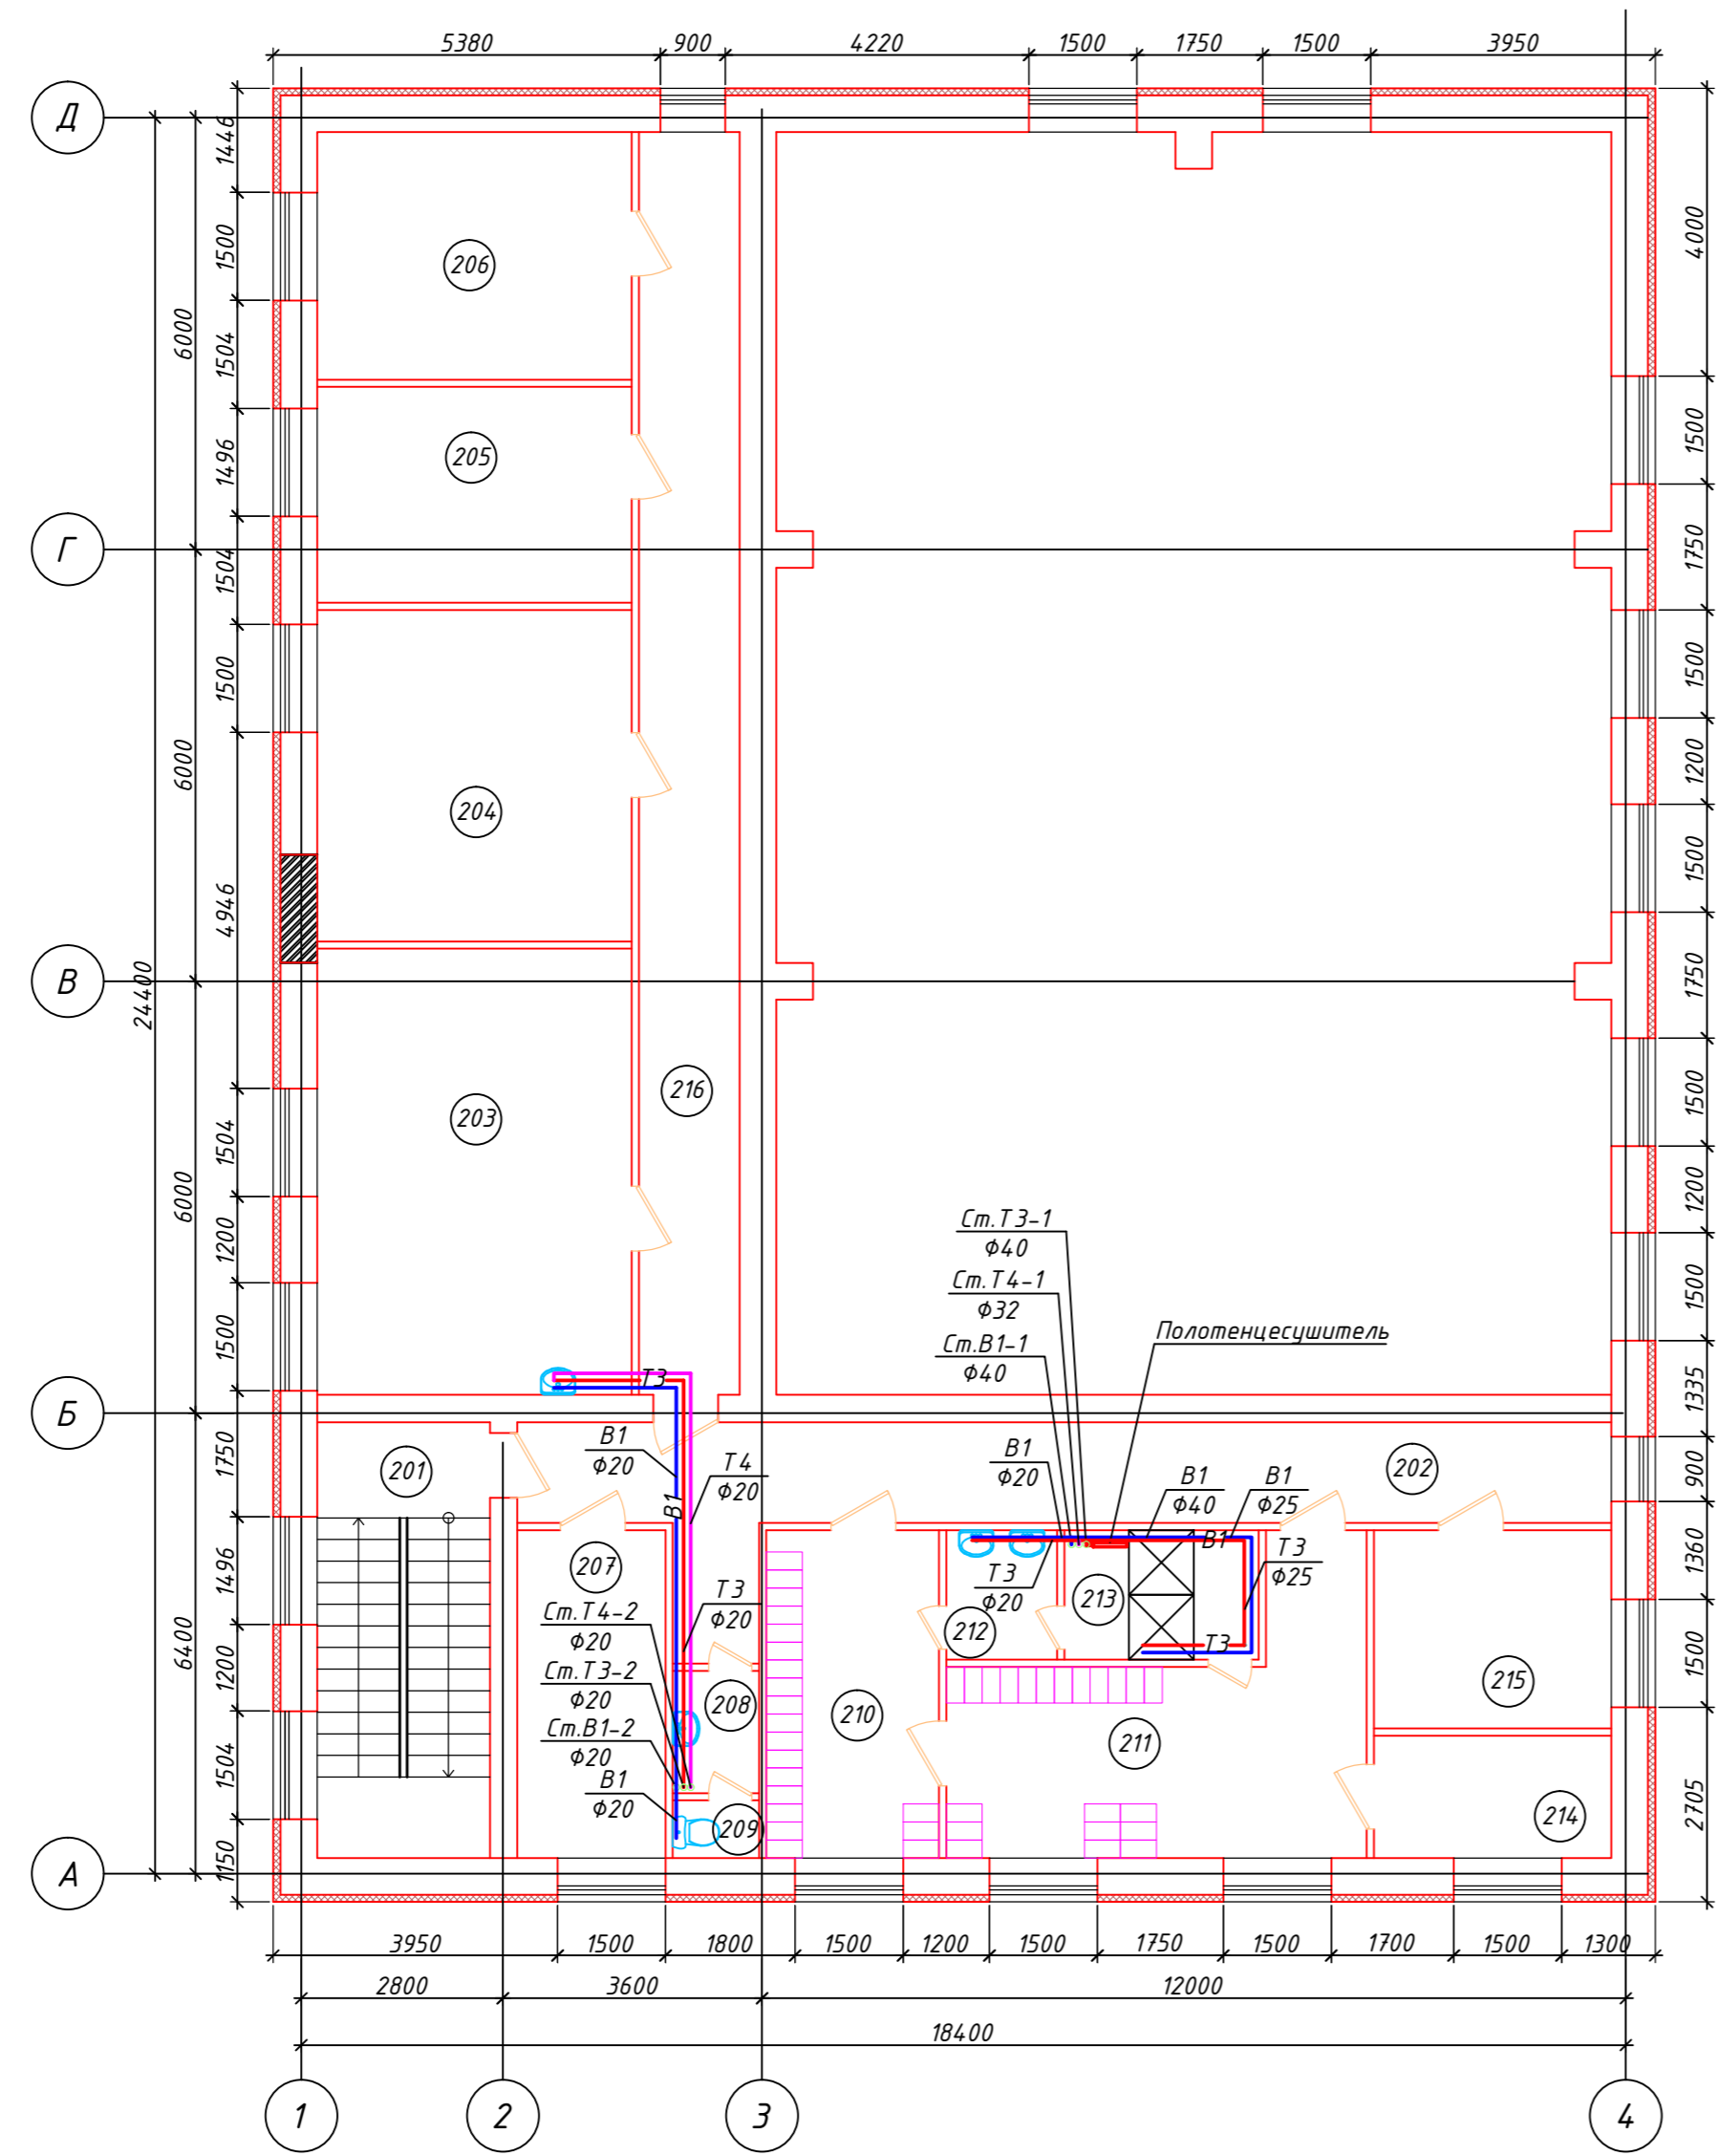 5380 900 4220 1500 1750 1500 3950
Д
1446
1500
1504
1496
1504
1500
4946
1504
1200
1500
1750
1496
1200
1504
1150
6000
6000
6000
6400
24400
Г
В
Б
А
4000
1500
1750
1500
1200
1500
1750
1500
1200
1500
1335
900
1360
1500
2705
206
205
204
203
216
Ст.Т3-1
Ф40
Ст.Т4-1
Ф32
Ст.В1-1
Ф40
Полотенцесушитель
Т3
В1
Ф20
Т4
Ф20
В1
201
202
В1
Ф20
В1
Ф40
В1
Ф25
В1
Т3
Ф25
207
Т3
Ф20
Т3
Ф20
213
212
Т3
Ст.Т4-2
Ф20
Ст.Т3-2
Ф20
Ст.В1-2
Ф20
В1
Ф20
208
209
210
211
215
214
3950 1500 1800 1500 1200 1500 1750 1500 1700 1500 1300
2800 3600 12000
18400
1 2 3 4